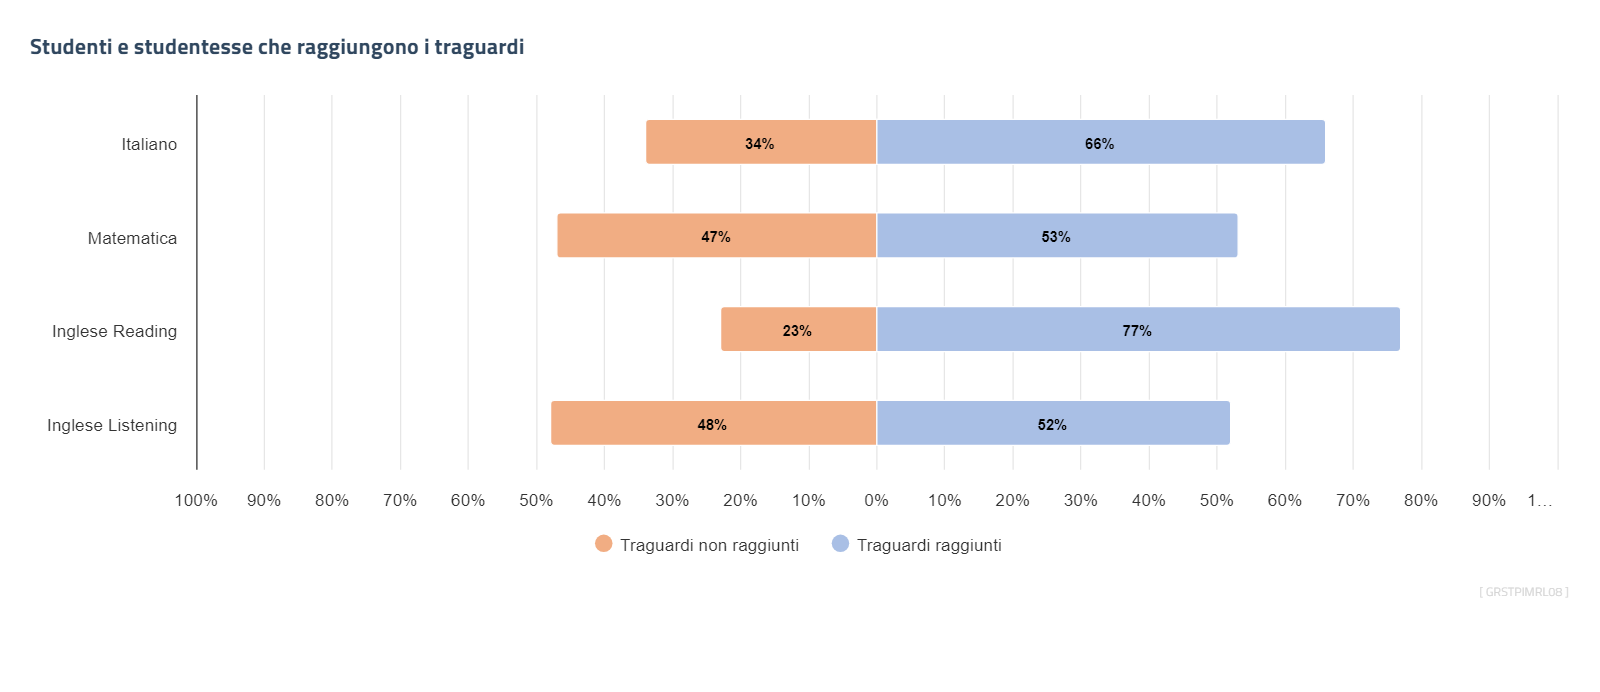 Studenti e studentesse che raggiungono i traguardi
Italiano
34%
66%
Matematica
47%
53%
Inglese Reading
23%
77%
Inglese Listening
48%
52%
100% 90% 80% 70% 60% 50% 40% 30% 20% 10% 0% 10% 20% 30% 40% 50% 60% 70% 80% 90% 1...
Traguardi non raggiunti Traguardi raggiunti
[ GRSTPIMRL08 ]